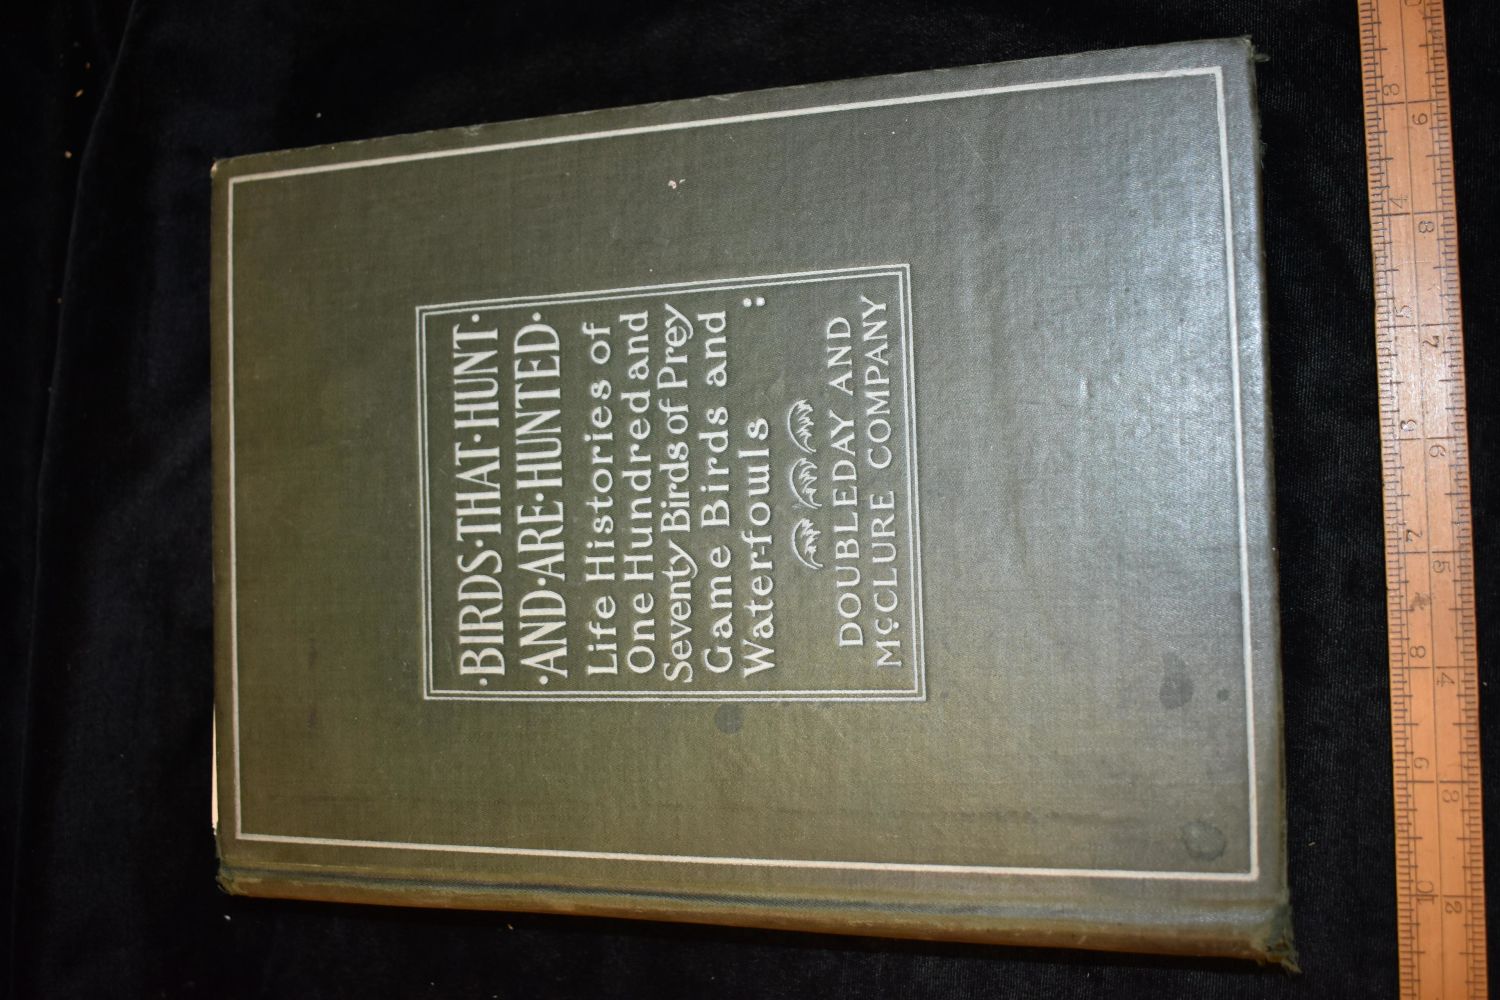 ·BIRDS·THAT·HUNT·
·AND·ARE·HUNTED·
Life Histories of
One Hundred and
Seventy Birds of Prey
Game Birds and
Water-fowls :
DOUBLEDAY AND
McCLURE COMPANY